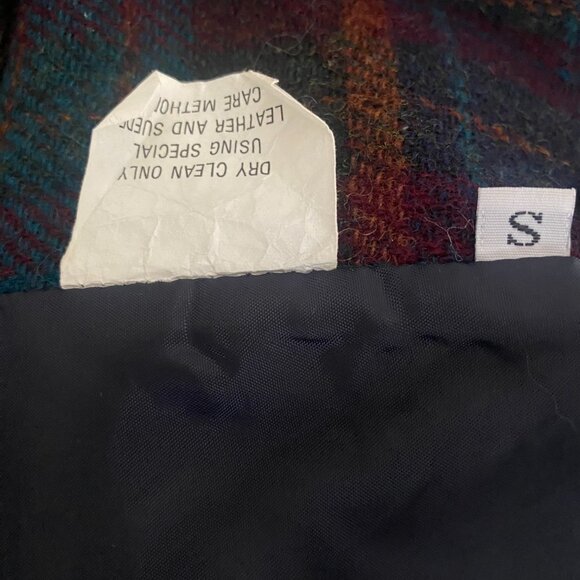 DRY CLEAN ONLY
USING SPECIAL
LEATHER AND SUEDE
CARE METHOD
S